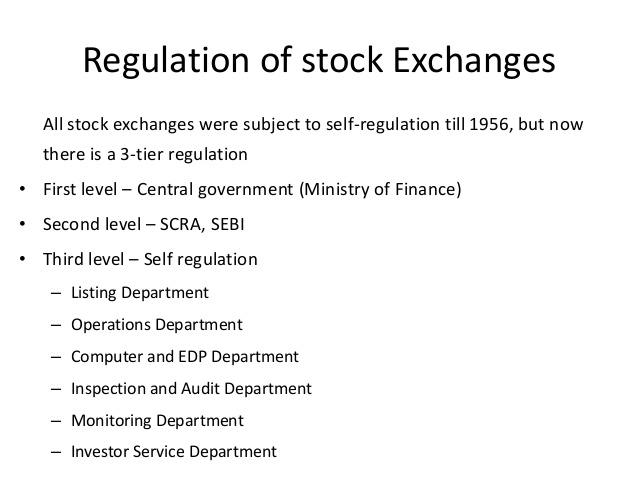 Regulation of stock Exchanges
All stock exchanges were subject to self-regulation till 1956, but now
there is a 3-tier regulation
• First level – Central government (Ministry of Finance)
• Second level – SCRA, SEBI
• Third level – Self regulation
– Listing Department
– Operations Department
– Computer and EDP Department
– Inspection and Audit Department
– Monitoring Department
– Investor Service Department